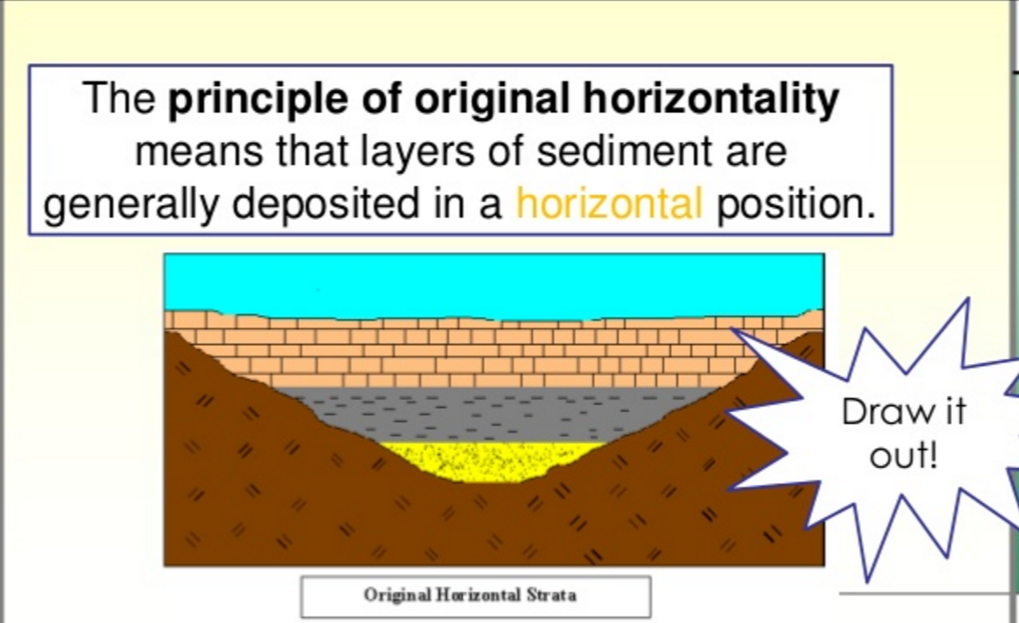 The principle of original horizontality
means that layers of sediment are
generally deposited in a horizontal position.
Draw it
out!
Original Horizontal Strata